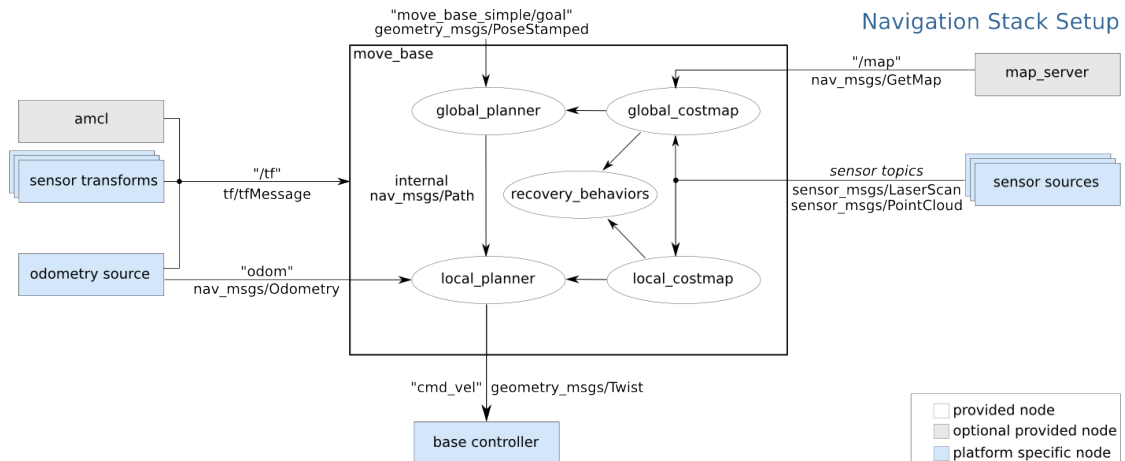 Navigation Stack Setup
"move_base_simple/goal"
geometry_msgs/PoseStamped
move_base
"/map"
nav_msgs/GetMap
map_server
global_planner
global_costmap
amcl
sensor transforms
"/tf"
tf/tfMessage
internal
nav_msgs/Path
recovery_behaviors
sensor topics
sensor_msgs/LaserScan
sensor_msgs/PointCloud
sensor sources
odometry source
"odom"
nav_msgs/Odometry
local_planner
local_costmap
"cmd_vel" geometry_msgs/Twist
base controller
provided node
optional provided node
platform specific node